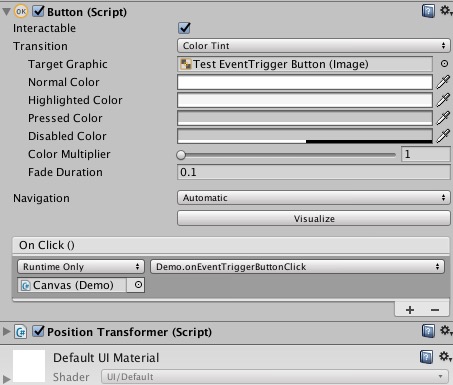 OK Button (Script)
Interactable
Transition Color Tint
Target Graphic Test EventTrigger Button (Image)
Normal Color
Highlighted Color
Pressed Color
Disabled Color
Color Multiplier 1
Fade Duration 0.1
Navigation Automatic
Visualize
On Click ()
Runtime Only Demo.onEventTriggerButtonClick
Canvas (Demo)
+ −
C# Position Transformer (Script)
Default UI Material
Shader UI/Default